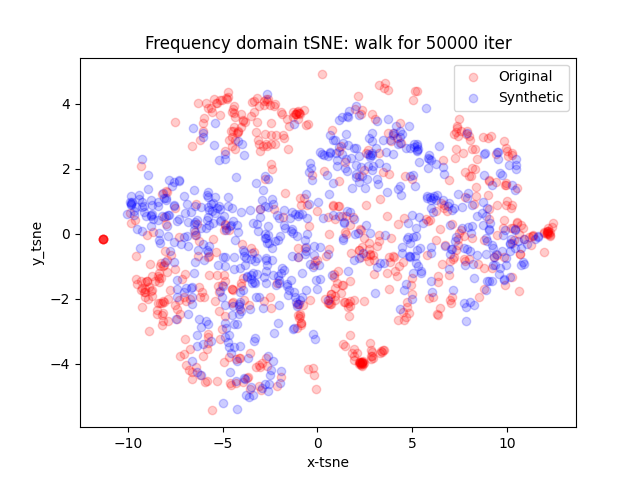 Frequency domain tSNE: walk for 50000 iter
Original
Synthetic
4
2
0
−2
−4
y_tsne
−10
−5
0
5
10
x-tsne